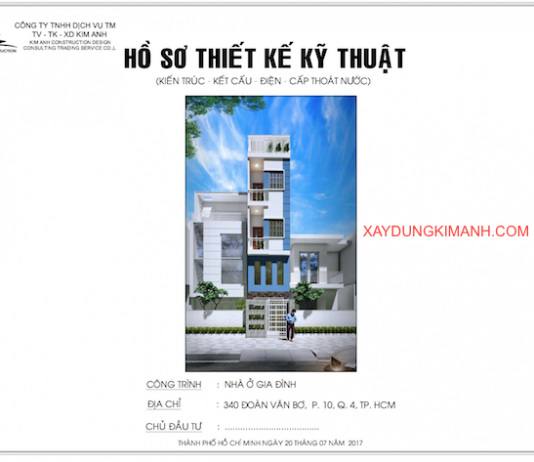 CÔNG TY TNHH DỊCH VỤ TM
TV - TK - XD KIM ANH
KIM ANH CONSTRUCTION DESIGN
CONSULTING TRADING SERVICE CO.,L
HỒ SƠ THIẾT KẾ KỸ THUẬT
(KIẾN TRÚC - KẾT CẤU - ĐIỆN - CẤP THOÁT NƯỚC)
XAYDUNGKIMANH.COM
CÔNG TRÌNH : NHÀ Ở GIA ĐÌNH
ĐỊA CHỈ : 340 ĐOÀN VĂN BƠ, P. 10, Q. 4, TP. HCM
CHỦ ĐẦU TƯ : ....................................
THÀNH PHỐ HỒ CHÍ MINH NGÀY 20 THÁNG 07 NĂM 2017